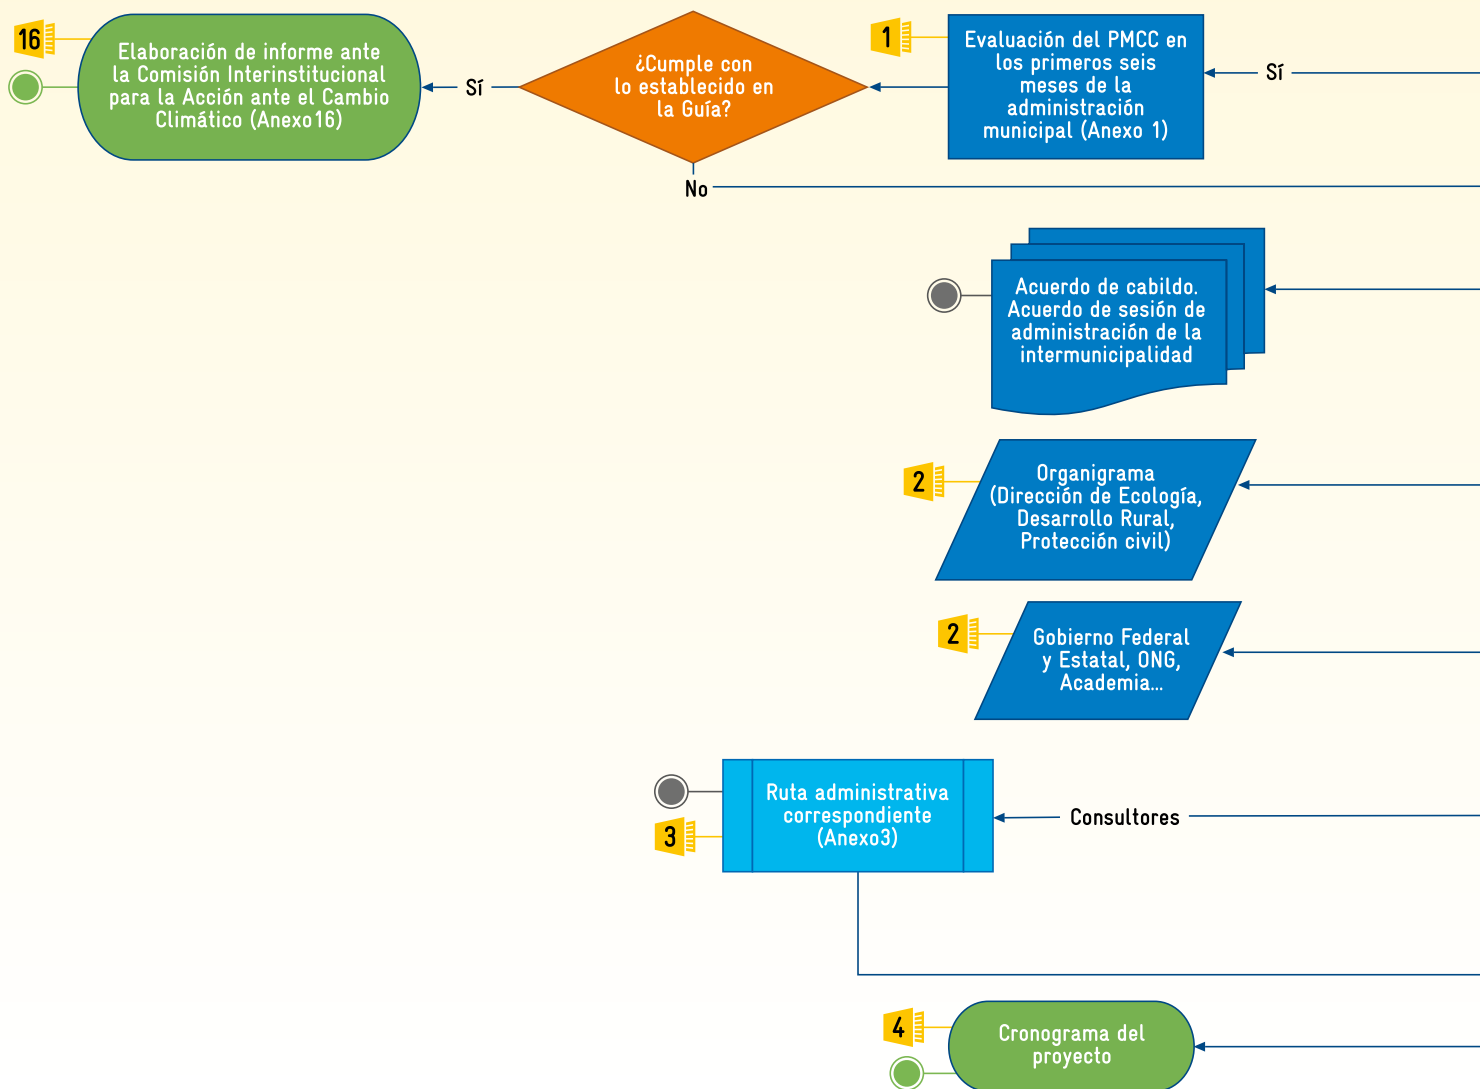 16
Elaboración de informe ante
la Comisión Interinstitucional
para la Acción ante el Cambio
Climático (Anexo16)
Sí
¿Cumple con
lo establecido en
la Guía?
No
1
Evaluación del PMCC en
los primeros seis
meses de la
administración
municipal (Anexo 1)
Sí
Acuerdo de cabildo.
Acuerdo de sesión de
administración de la
intermunicipalidad
2
Organigrama
(Dirección de Ecología,
Desarrollo Rural,
Protección civil)
2
Gobierno Federal
y Estatal, ONG,
Academia...
3
Ruta administrativa
correspondiente
(Anexo3)
Consultores
4
Cronograma del
proyecto